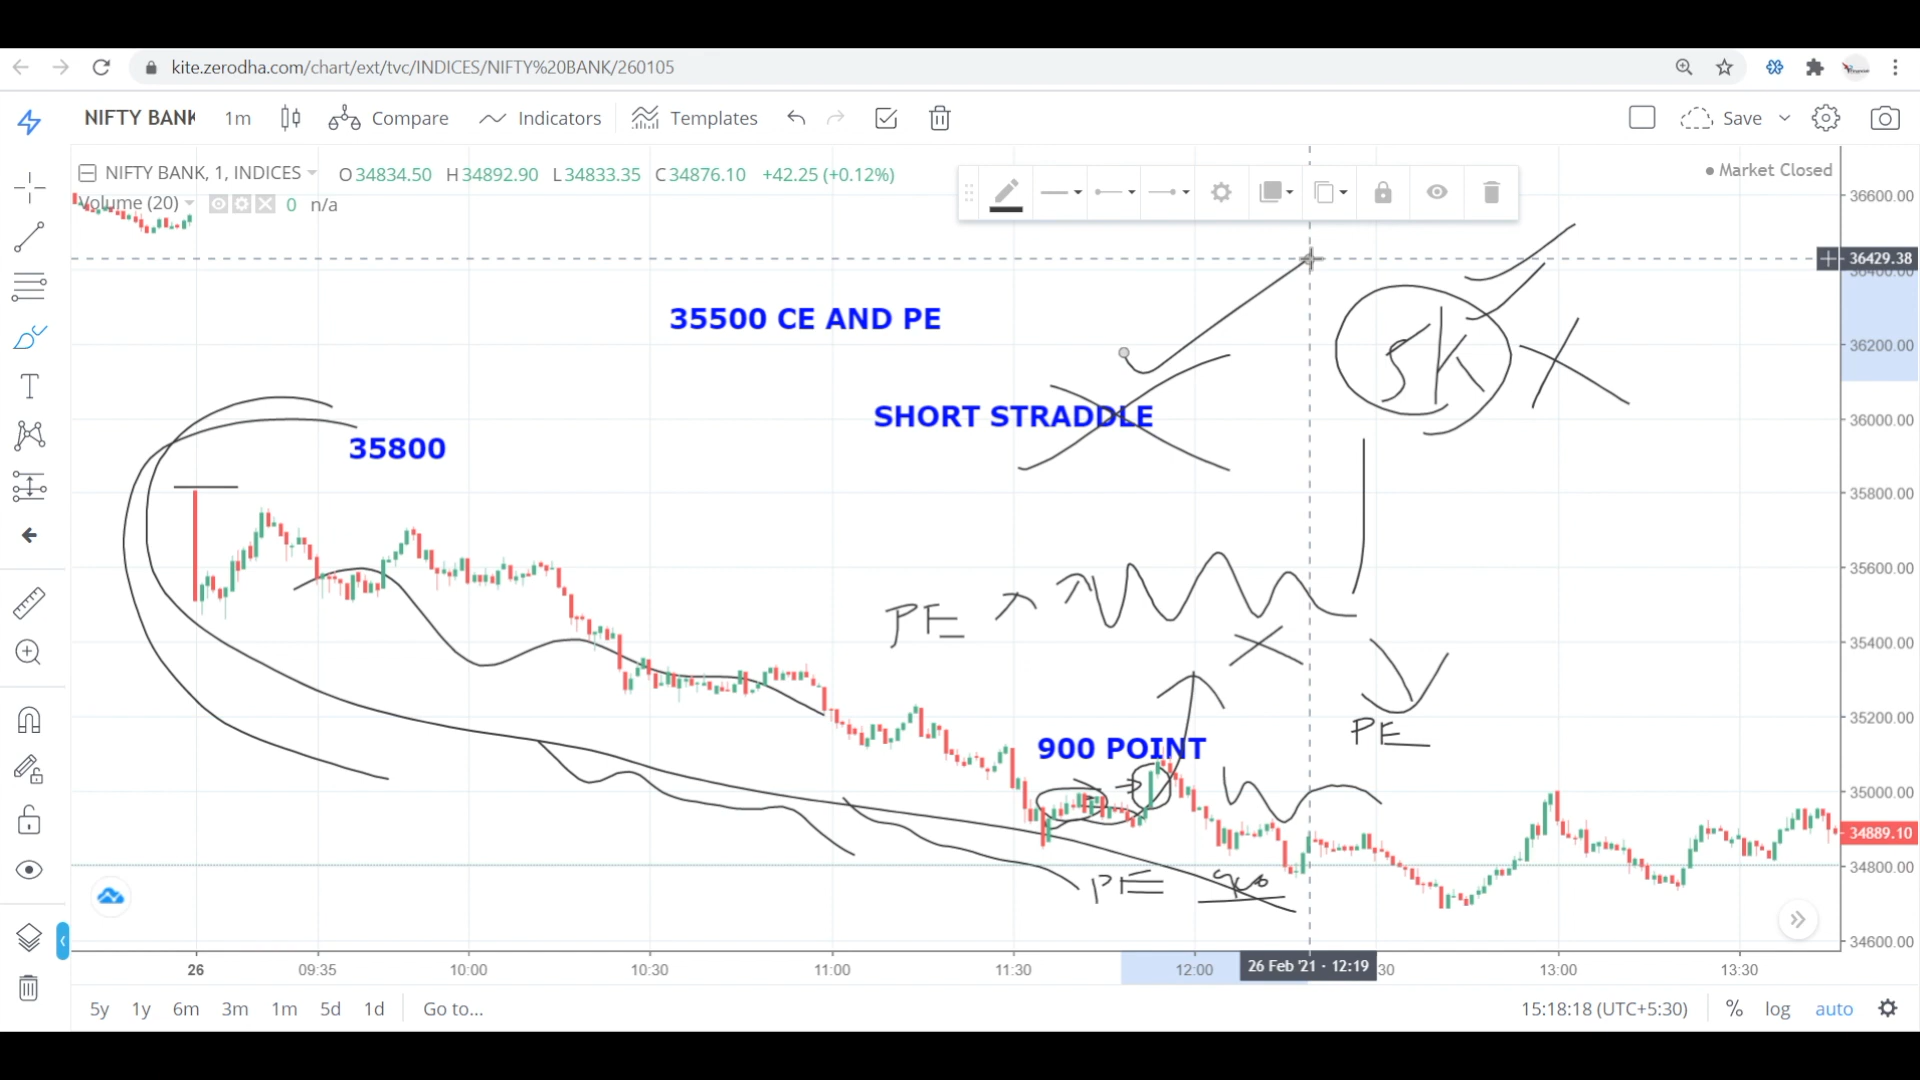 kite.zerodha.com/chart/ext/tvc/INDICES/NIFTY%20BANK/260105
NIFTY BANK 1m Compare Indicators Templates Save
NIFTY BANK, 1, INDICES O34834.50 H34892.90 L34833.35 C34876.10 +42.25 (+0.12%)
Market Closed
Volume (20) 0 n/a
36600.00
36429.38
36400.00
35500 CE AND PE
5K
36200.00
SHORT STRADDLE
36000.00
35800
35800.00
35600.00
PE
35400.00
35200.00
PE
900 POINT
35000.00
34889.10
34800.00
PE 900
34600.00
26 09:35 10:00 10:30 11:00 11:30 12:00 26 Feb '21 · 12:19 30 13:00 13:30
5y 1y 6m 3m 1m 5d 1d Go to... 15:18:18 (UTC+5:30) % log auto